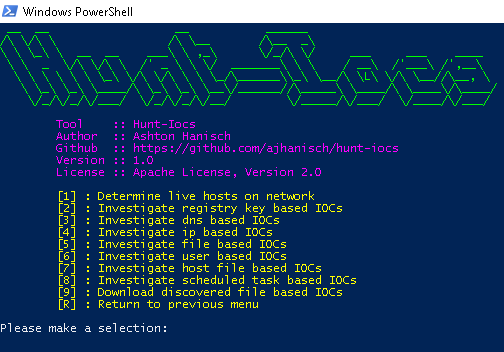 Windows PowerShell
Hunt-Iocs
Tool    :: Hunt-Iocs
Author  :: Ashton Hanisch
Github  :: https://github.com/ajhanisch/hunt-iocs
Version :: 1.0
License :: Apache License, Version 2.0
[1] : Determine live hosts on network
[2] : Investigate registry key based IOCs
[3] : Investigate dns based IOCs
[4] : Investigate ip based IOCs
[5] : Investigate file based IOCs
[6] : Investigate user based IOCs
[7] : Investigate host file based IOCs
[8] : Investigate scheduled task based IOCs
[9] : Download discovered file based IOCs
[R] : Return to previous menu
Please make a selection: